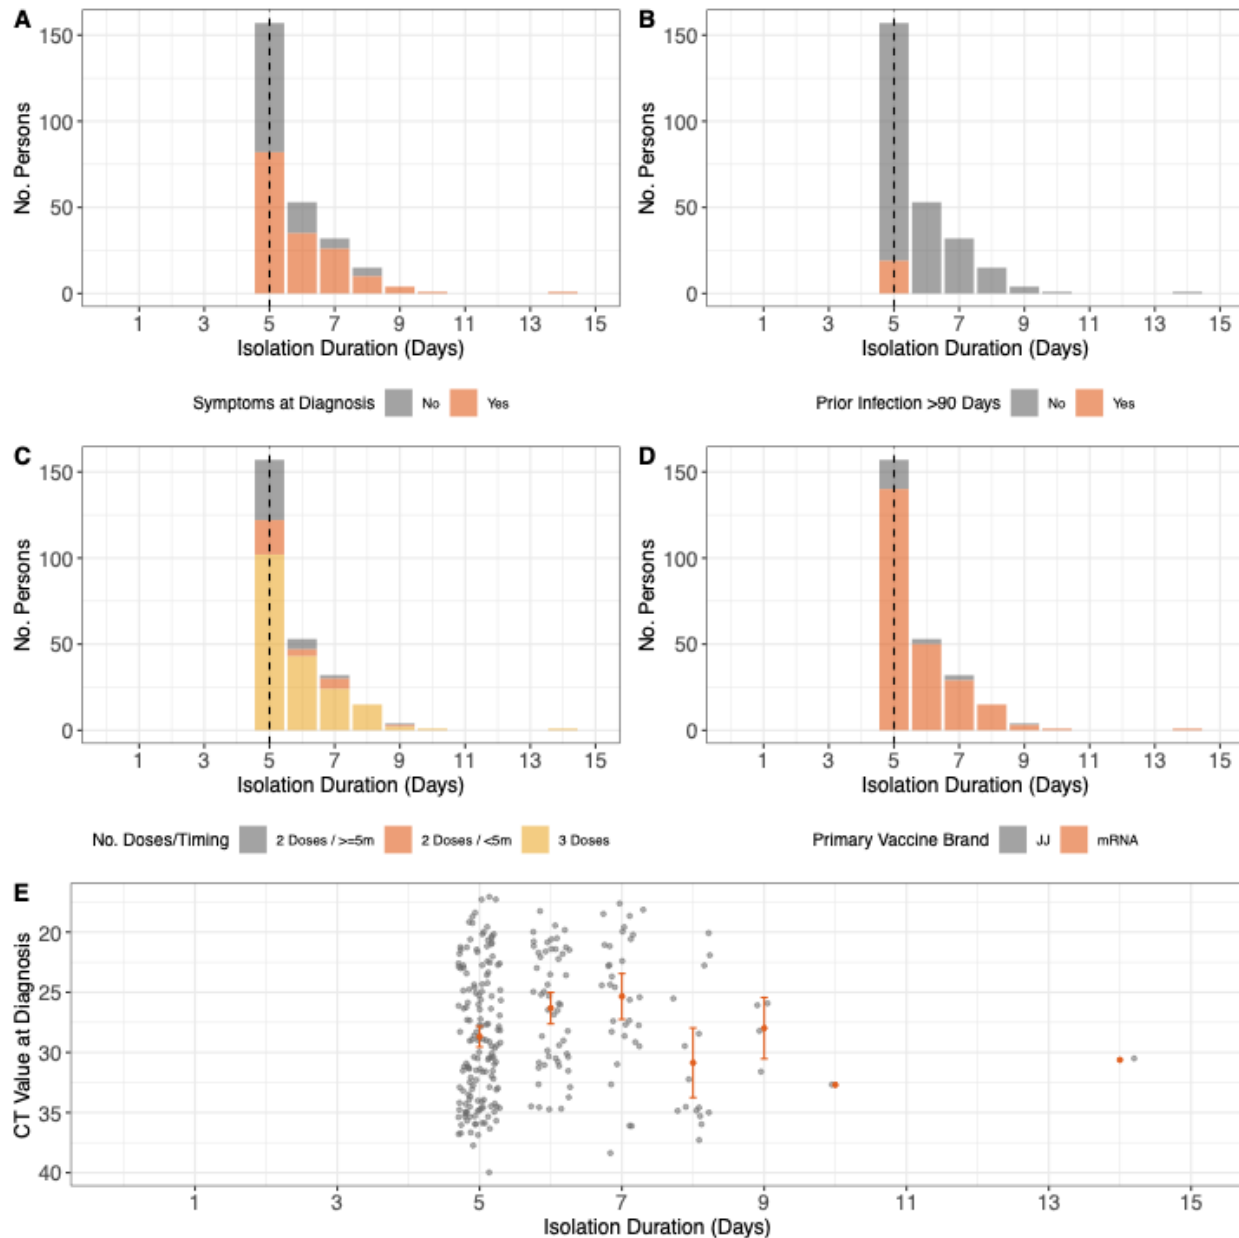 A
B
No. Persons
150
100
50
0
1 3 5 7 9 11 13 15
Isolation Duration (Days)
Symptoms at Diagnosis No Yes
No. Persons
150
100
50
0
1 3 5 7 9 11 13 15
Isolation Duration (Days)
Prior Infection >90 Days No Yes
C
D
No. Persons
150
100
50
0
1 3 5 7 9 11 13 15
Isolation Duration (Days)
No. Doses/Timing 2 Doses / >=5m 2 Doses / <5m 3 Doses
No. Persons
150
100
50
0
1 3 5 7 9 11 13 15
Isolation Duration (Days)
Primary Vaccine Brand JJ mRNA
E
CT Value at Diagnosis
20
25
30
35
40
1 3 5 7 9 11 13 15
Isolation Duration (Days)